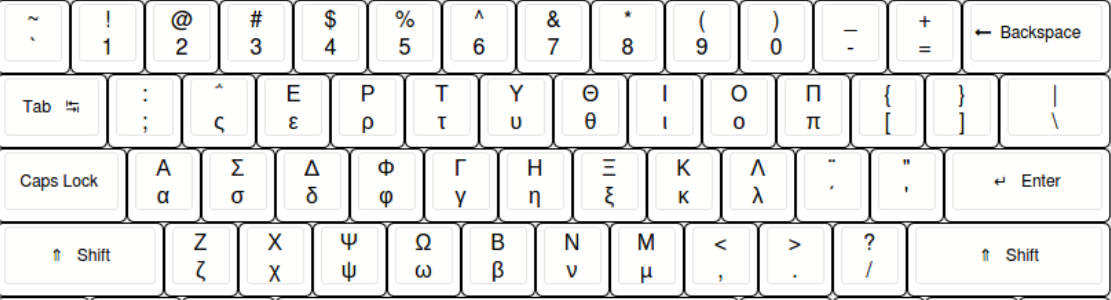 ~ ! @ # $ % ^ & * ( ) _ +
` 1 2 3 4 5 6 7 8 9 0 - = ← Backspace
Tab ↹ : ΅ Ε Ρ Τ Υ Θ Ι Ο Π { } |
; ς ε ρ τ υ θ ι ο π [ ] \
Caps Lock Α Σ Δ Φ Γ Η Ξ Κ Λ ¨ " ↵ Enter
α σ δ φ γ η ξ κ λ ΄ '
⇑ Shift Ζ Χ Ψ Ω Β Ν Μ < > ? ⇑ Shift
ζ χ ψ ω β ν μ , . /